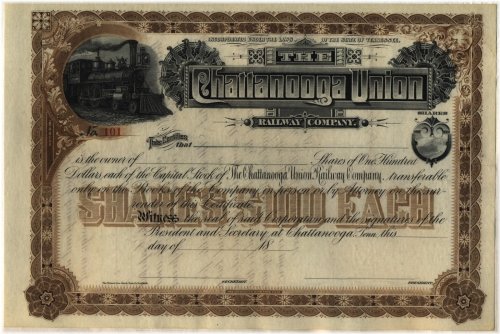 INCORPORATED UNDER THE LAWS OF THE STATE OF TENNESSEE.
THE
Chattanooga Union
RAILWAY COMPANY.
SHARES
No 101
This Certifies
that
is the owner of Shares of One Hundred
Dollars each of the Capital Stock of The Chattanooga Union Railway Company, transferable
only on the Books of the Company in person or by Attorney on the sur-
render of this Certificate.
SHARES $100 EACH
Witness the seal of said Corporation and the signatures of the
President and Secretary at Chattanooga, Tenn. this
day of 18
SECRETARY. PRESIDENT.